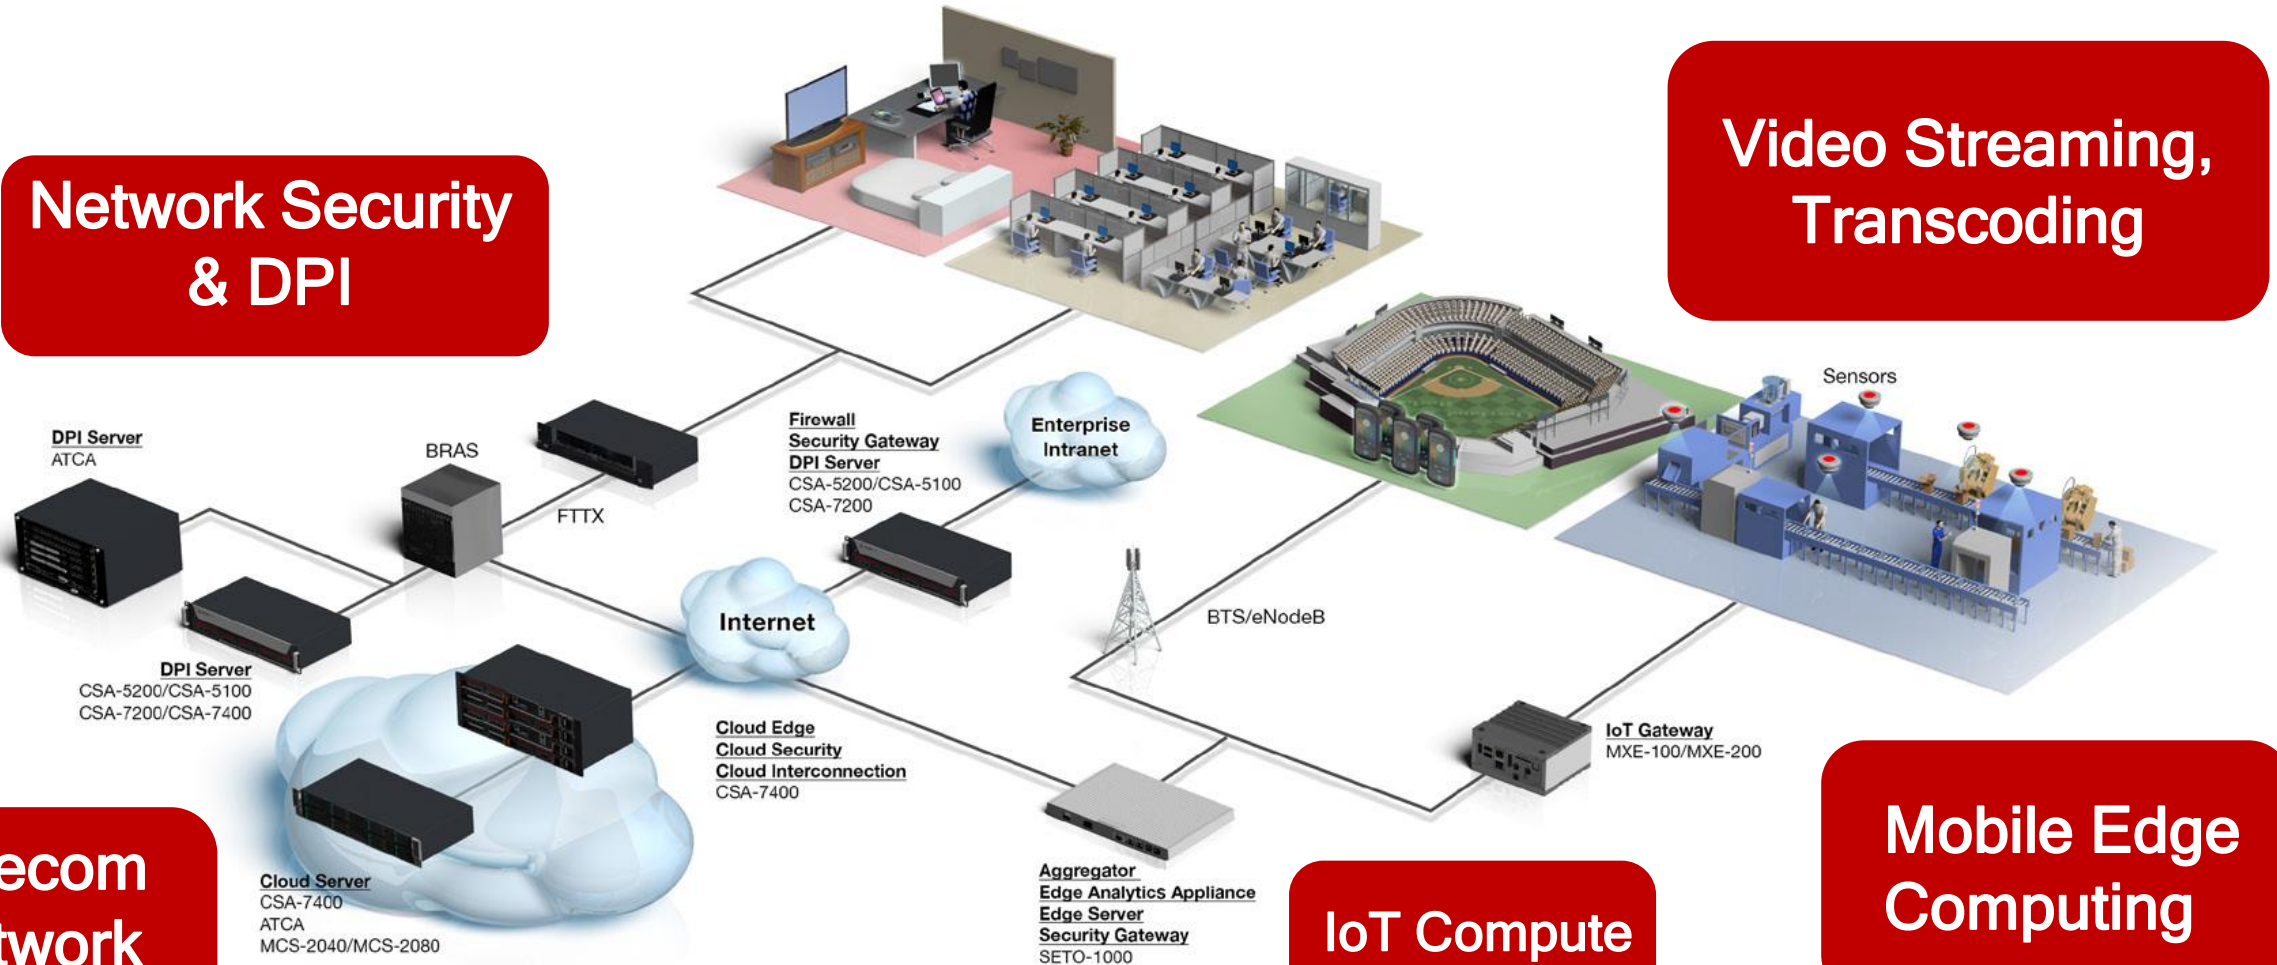 Network Security
& DPI
Video Streaming,
Transcoding
Sensors
DPI Server
ATCA
BRAS
FTTX
Firewall
Security Gateway
DPI Server
CSA-5200/CSA-5100
CSA-7200
Enterprise
Intranet
Internet
BTS/eNodeB
DPI Server
CSA-5200/CSA-5100
CSA-7200/CSA-7400
Cloud Edge
Cloud Security
Cloud Interconnection
CSA-7400
IoT Gateway
MXE-100/MXE-200
Cloud Server
CSA-7400
ATCA
MCS-2040/MCS-2080
Aggregator
Edge Analytics Appliance
Edge Server
Security Gateway
SETO-1000
ecom
twork
IoT Compute
Mobile Edge
Computing